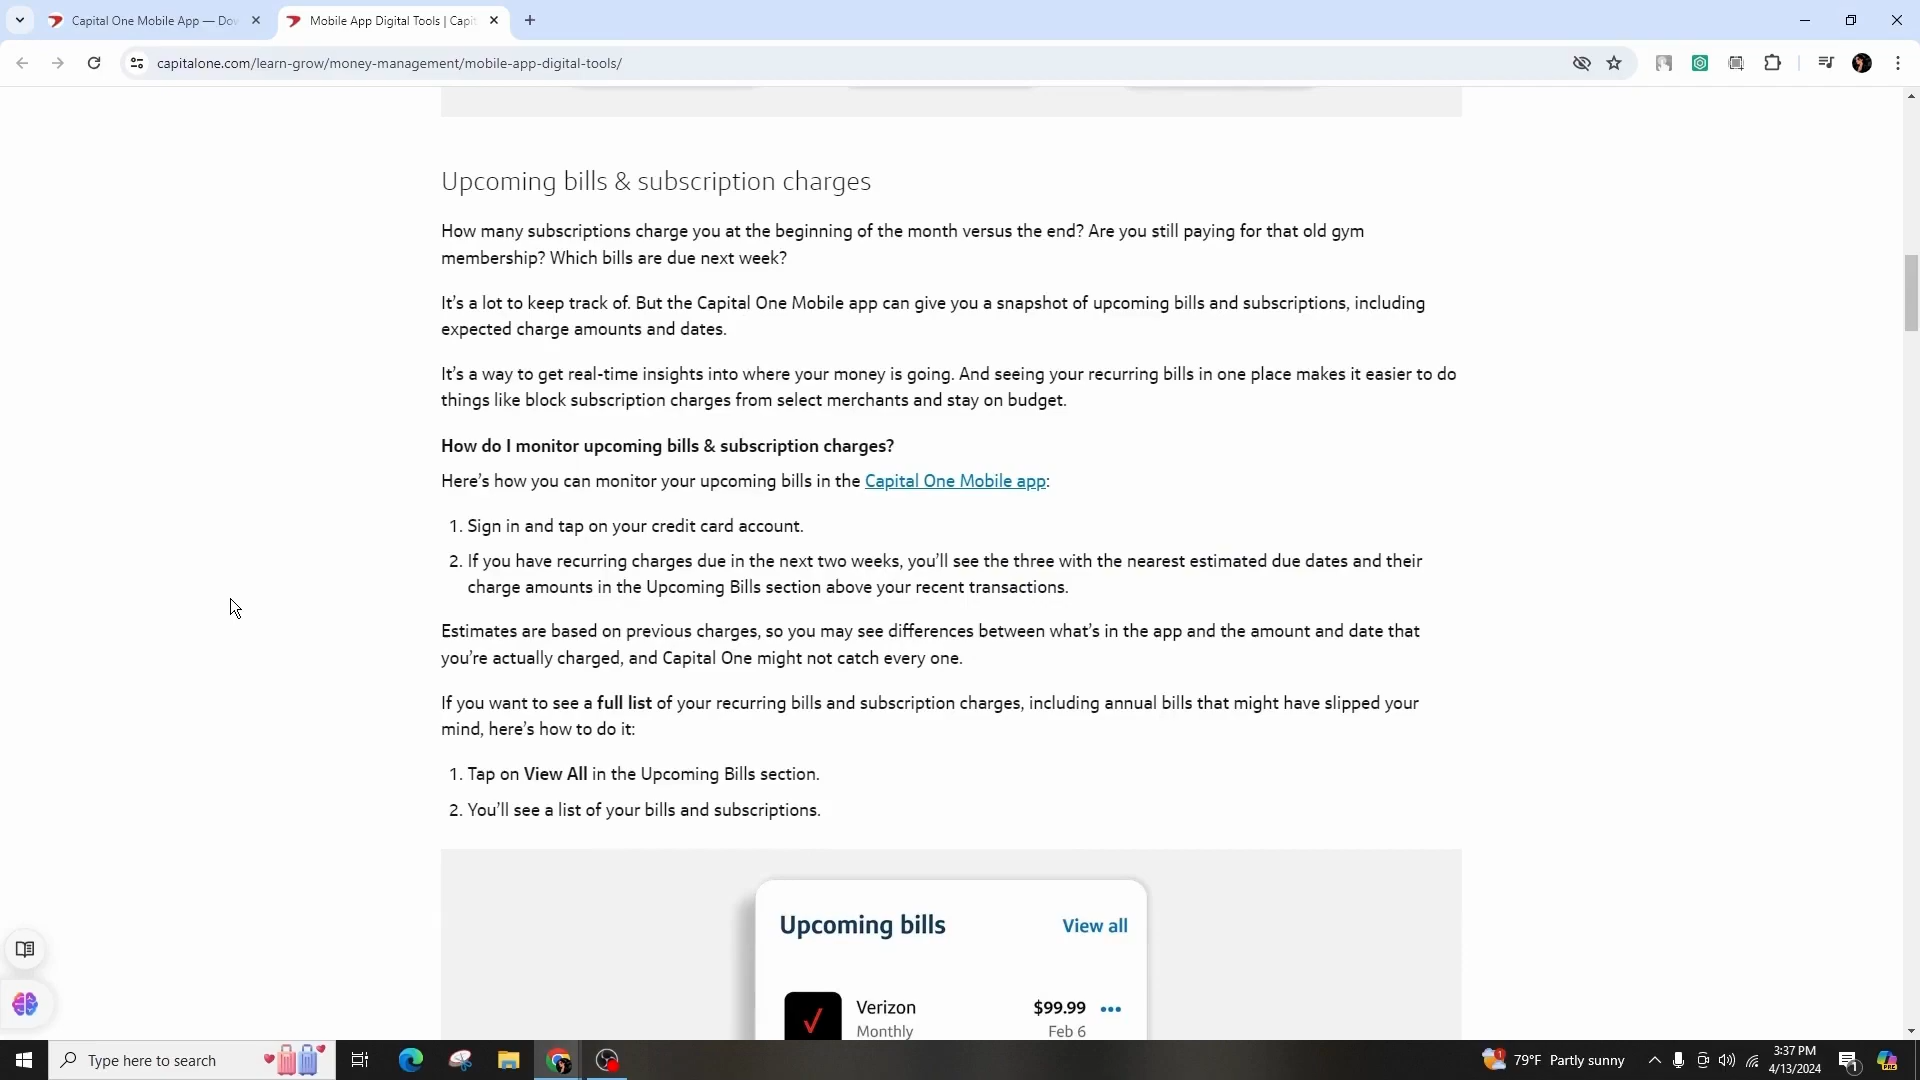 Capital One Mobile App — Dov
Mobile App Digital Tools | Capit
capitalone.com/learn-grow/money-management/mobile-app-digital-tools/
Upcoming bills & subscription charges
How many subscriptions charge you at the beginning of the month versus the end? Are you still paying for that old gym
membership? Which bills are due next week?
It’s a lot to keep track of. But the Capital One Mobile app can give you a snapshot of upcoming bills and subscriptions, including
expected charge amounts and dates.
It’s a way to get real-time insights into where your money is going. And seeing your recurring bills in one place makes it easier to do
things like block subscription charges from select merchants and stay on budget.
How do I monitor upcoming bills & subscription charges?
Here’s how you can monitor your upcoming bills in the Capital One Mobile app:
1. Sign in and tap on your credit card account.
2. If you have recurring charges due in the next two weeks, you’ll see the three with the nearest estimated due dates and their
charge amounts in the Upcoming Bills section above your recent transactions.
Estimates are based on previous charges, so you may see differences between what’s in the app and the amount and date that
you’re actually charged, and Capital One might not catch every one.
If you want to see a full list of your recurring bills and subscription charges, including annual bills that might have slipped your
mind, here’s how to do it:
1. Tap on View All in the Upcoming Bills section.
2. You’ll see a list of your bills and subscriptions.
Upcoming bills
View all
Verizon
$99.99
Monthly
Feb 6
Type here to search
79°F Partly sunny
3:37 PM
4/13/2024
1